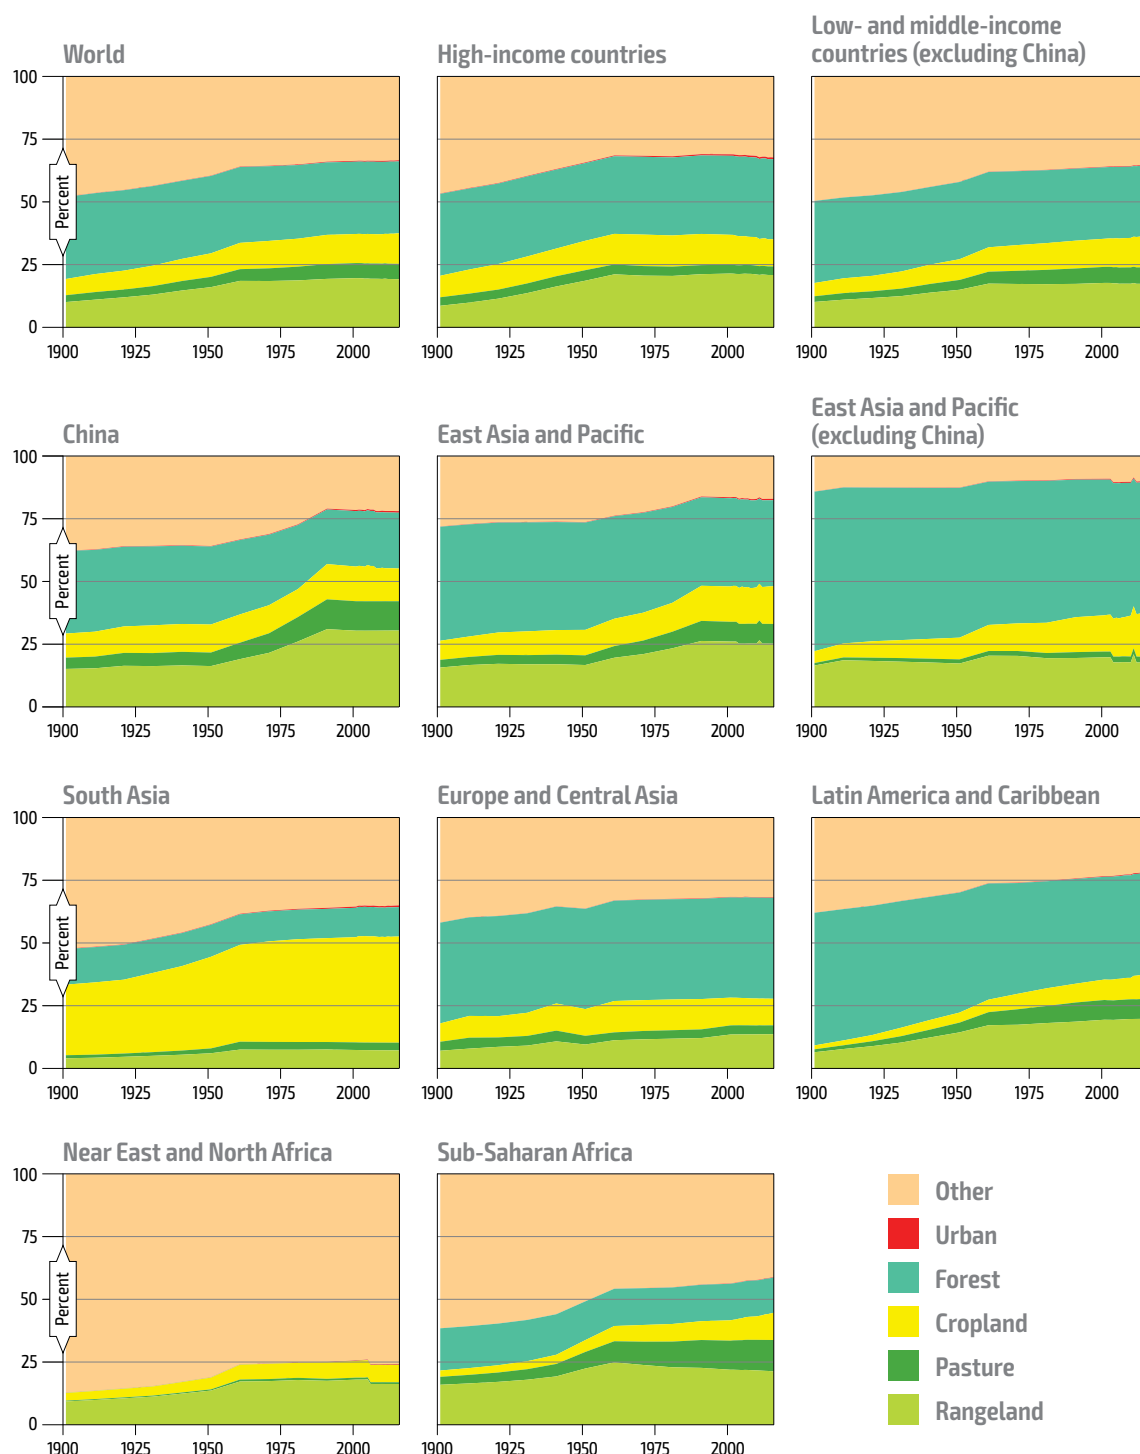 World
High-income countries
Low- and middle-income
countries (excluding China)
100
75
50
25
0
Percent
1900 1925 1950 1975 2000
1900 1925 1950 1975 2000
1900 1925 1950 1975 2000
China
East Asia and Pacific
East Asia and Pacific
(excluding China)
100
75
50
25
0
Percent
1900 1925 1950 1975 2000
1900 1925 1950 1975 2000
1900 1925 1950 1975 2000
South Asia
Europe and Central Asia
Latin America and Caribbean
100
75
50
25
0
Percent
1900 1925 1950 1975 2000
1900 1925 1950 1975 2000
1900 1925 1950 1975 2000
Near East and North Africa
Sub-Saharan Africa
100
75
50
25
0
Percent
1900 1925 1950 1975 2000
1900 1925 1950 1975 2000
Other
Urban
Forest
Cropland
Pasture
Rangeland